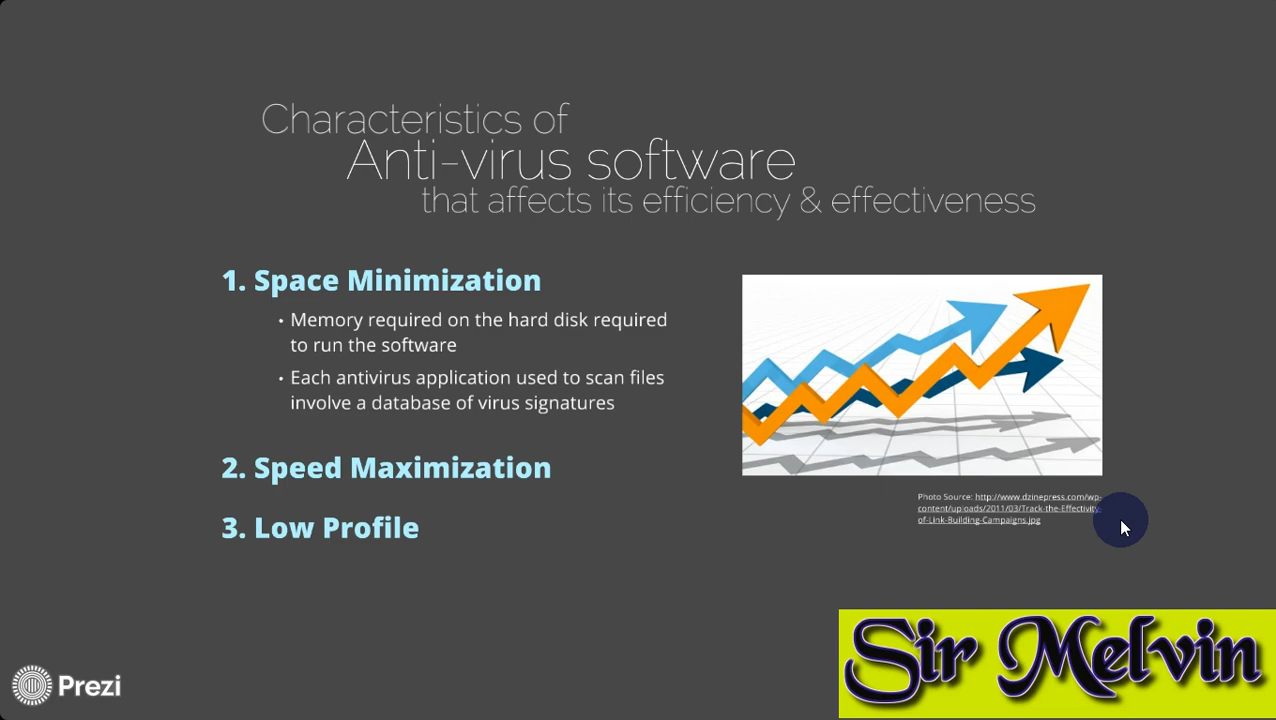 Characteristics of
Anti-virus software
that affects its efficiency & effectiveness
1. Space Minimization
• Memory required on the hard disk required
to run the software
• Each antivirus application used to scan files
involve a database of virus signatures
2. Speed Maximization
3. Low Profile
Photo Source: http://www.dzinepress.com/wp-
content/uploads/2011/03/Track-the-Effectivity-
of-Link-Building-Campaigns.jpg
Prezi
Sir Melvin